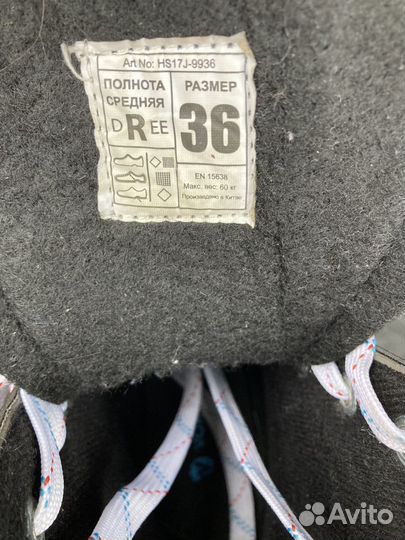 Art No: HS17J-9936
ПОЛНОТА
СРЕДНЯЯ
D R EE
РАЗМЕР
36
EN 15638
Макс. вес: 60 кг
Произведено в Китае
Avito